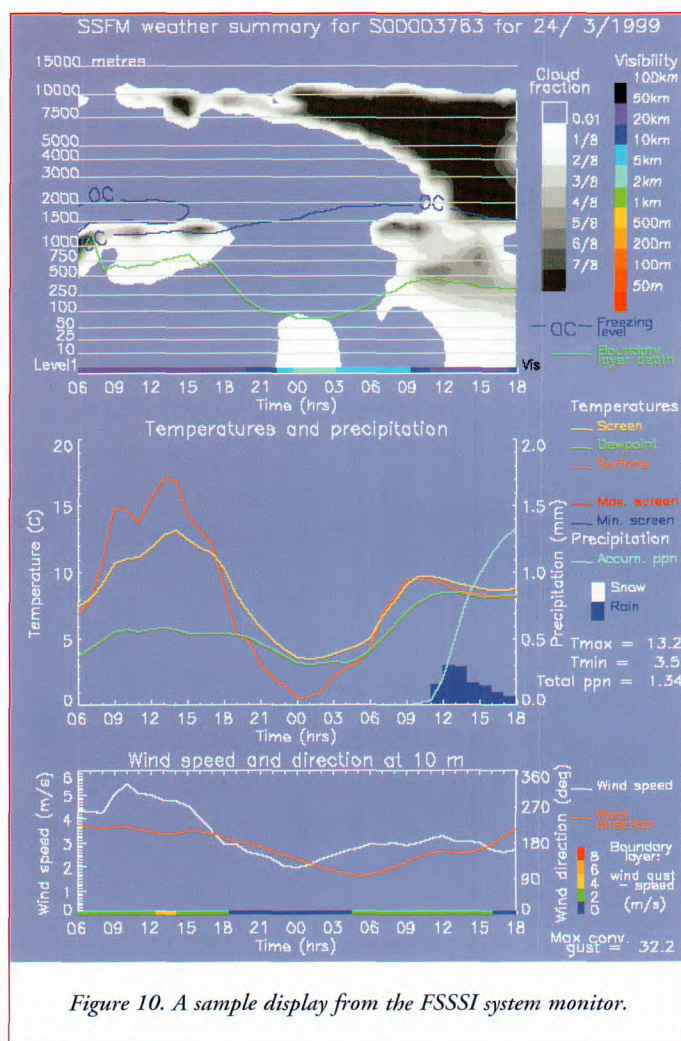 SSFM weather summary for S00003763 for 24/ 3/1999
15000 metres
10000
7500
5000
4000
3000
2000
1500
1000
750
500
250
100
50
25
10
Level1
0C
0C
0C
06 09 12 15 18 21 00 03 06 09 12 15 18
Vis
Time (hrs)
Cloud
fraction
0.01
1/8
2/8
3/8
4/8
5/8
6/8
7/8
Visibility
100km
50km
20km
10km
5km
2km
1km
500m
200m
100m
50m
0C Freezing
level
Boundary
layer depth
Temperatures and precipitation
20
15
10
5
0
Temperature (C)
2.0
1.5
1.0
0.5
0.0
Precipitation (mm)
06 09 12 15 18 21 00 03 06 09 12 15 18
Time (hrs)
Temperatures
Screen
Dewpoint
Surface
Max. screen
Min. screen
Precipitation
Accum. ppn
Snow
Rain
Tmax = 13.2
Tmin = 3.5
Total ppn = 1.34
Wind speed and direction at 10 m
6
5
4
3
2
1
0
Wind speed (m/s)
360
270
180
90
0
Wind direction (deg)
06 09 12 15 18 21 00 03 06 09 12 15 18
Time (hrs)
Wind speed
Wind
direction
8
6
4
2
0
Boundary
layer:
wind gust
- speed
(m/s)
Max conv.
gust = 32.2
Figure 10. A sample display from the FSSSI system monitor.